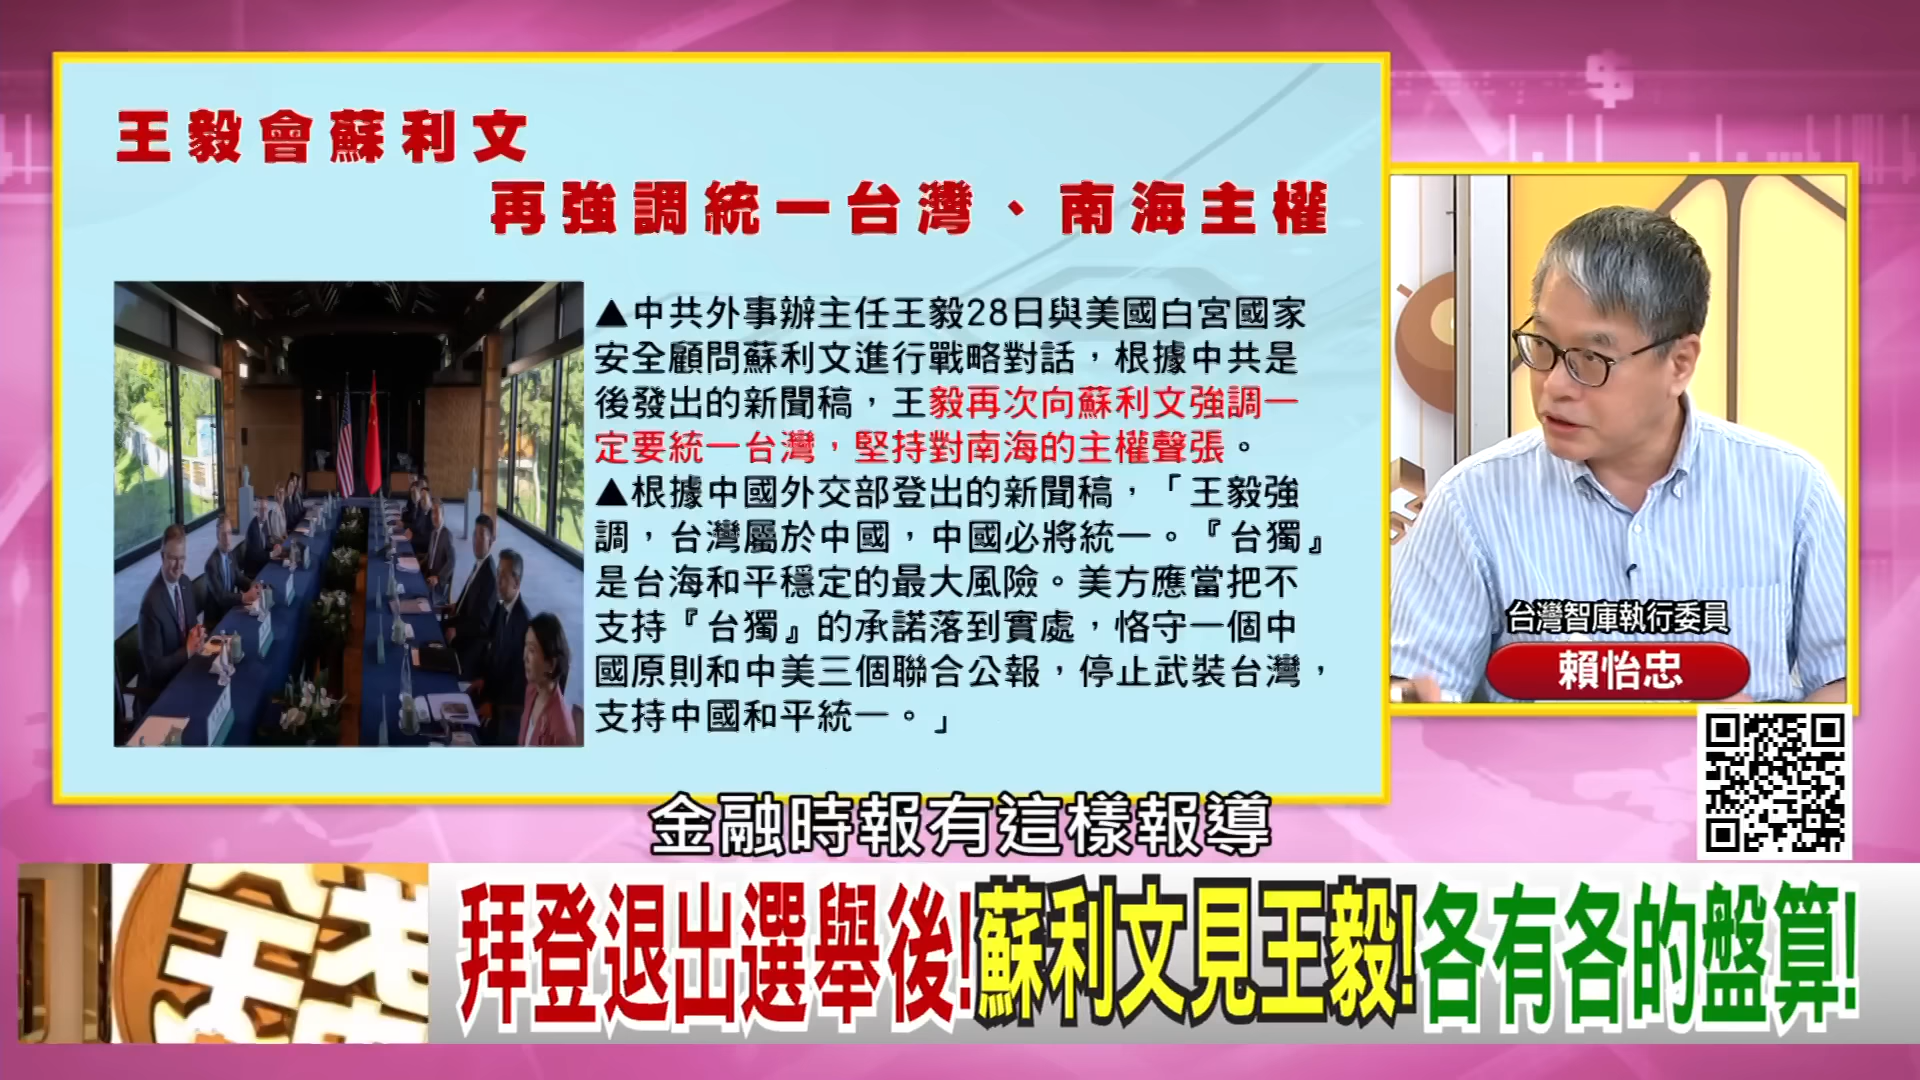 王毅會蘇利文
再強調統一台灣、南海主權
▲中共外事辦主任王毅28日與美國白宮國家
安全顧問蘇利文進行戰略對話，根據中共是
後發出的新聞稿，王毅再次向蘇利文強調一
定要統一台灣，堅持對南海的主權聲張。
▲根據中國外交部登出的新聞稿，「王毅強
調，台灣屬於中國，中國必將統一。『台獨』
是台海和平穩定的最大風險。美方應當把不
支持『台獨』的承諾落到實處，恪守一個中
國原則和中美三個聯合公報，停止武裝台灣，
支持中國和平統一。」
台灣智庫執行委員
賴怡忠
金融時報有這樣報導
拜登退出選舉後!蘇利文見王毅!各有各的盤算!